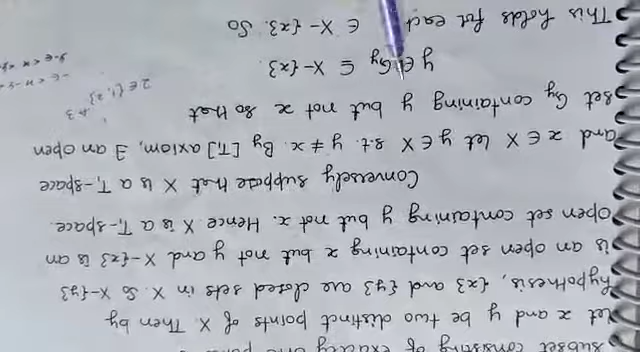 subset consisting of exactly one
Let x and y be two distinct points of X. Then by
hypothesis, {x} and {y} are closed sets in X. So X-{y}
is an open set containing x but not y and X-{x} is an
open set containing y but not x. Hence X is a T₁-space.
Conversely suppose that X is a T₁-space
and x ∈ X let y ∈ X s.t. y ≠ x. By [T₁] axiom, ∃ an open
set Gy containing y but not x so that
y ∈ Gy ⊆ X-{x}.
This holds for each ∈ X-{x}. So